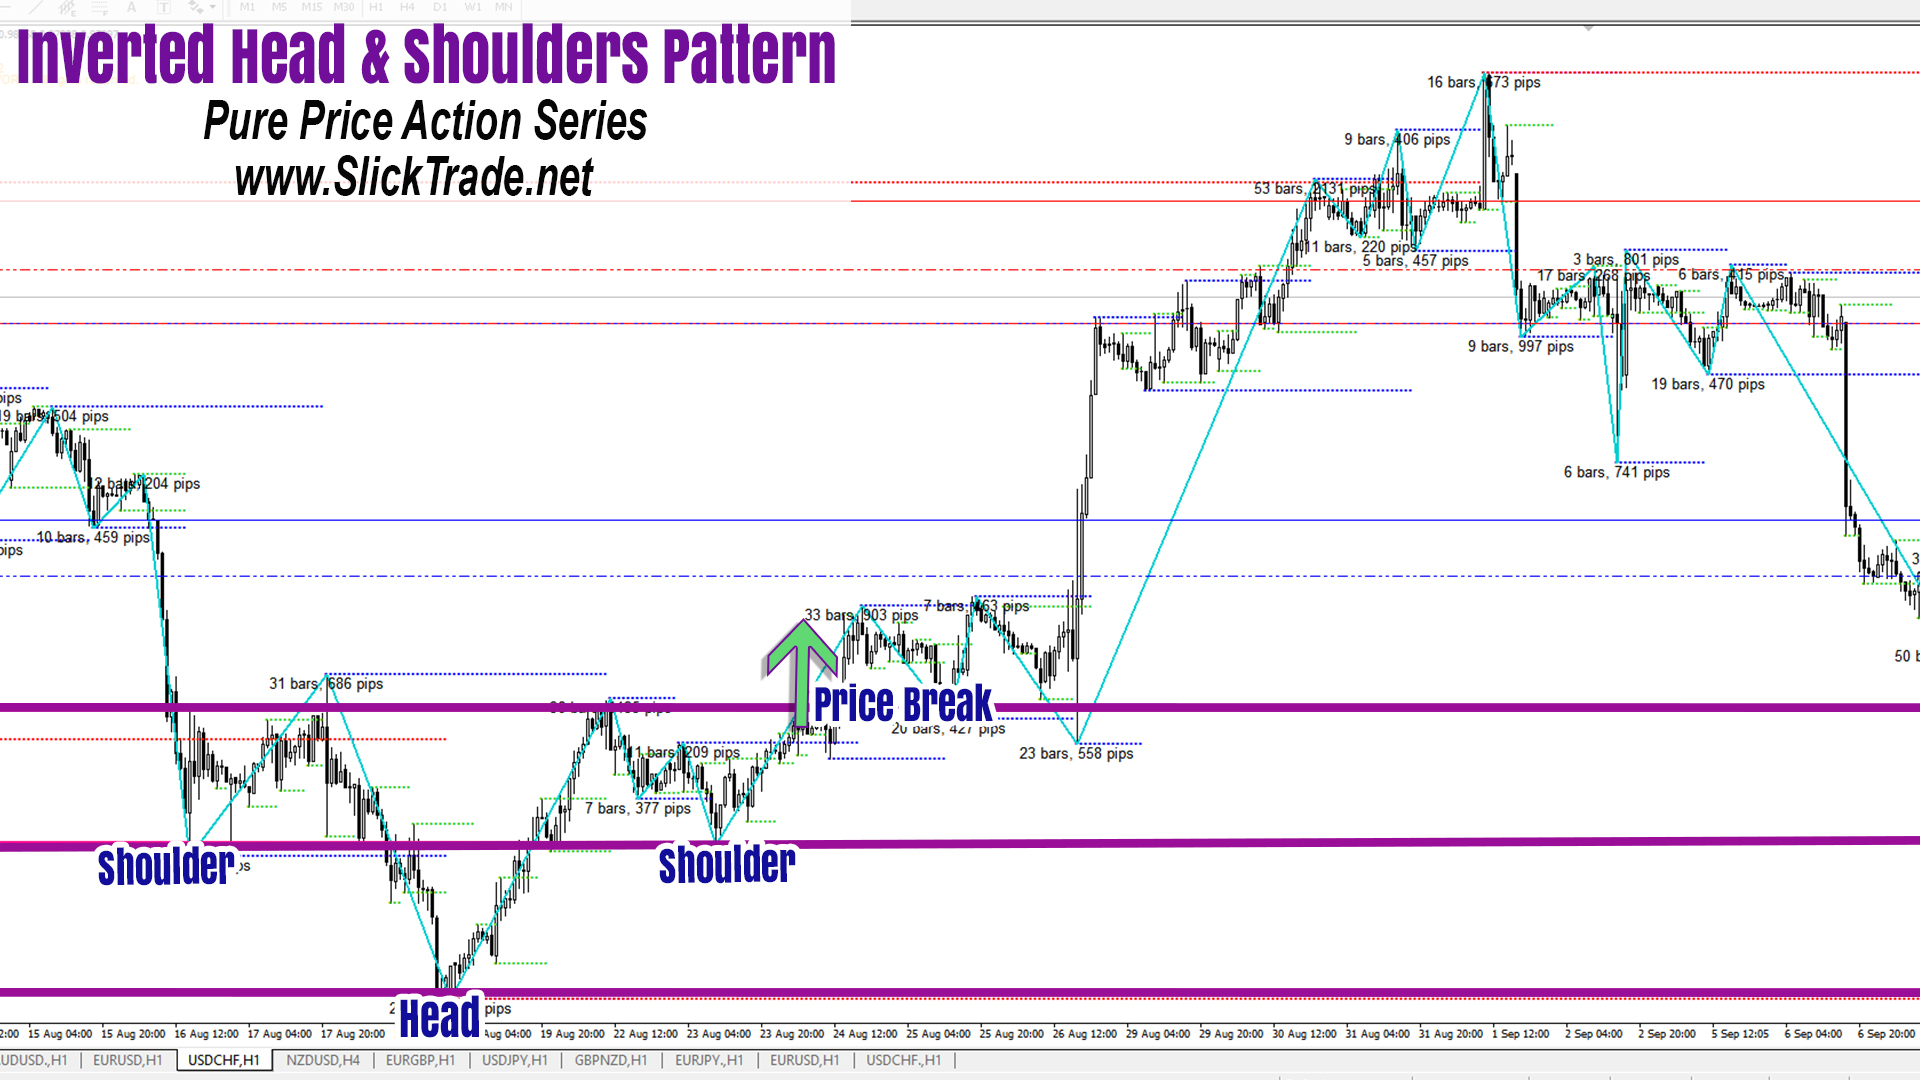 M1 M5 M15 M30 H1 H4 D1 W1 MN
Inverted Head & Shoulders Pattern
Pure Price Action Series
www.SlickTrade.net
16 bars, 673 pips
9 bars, 406 pips
53 bars, 2131 pips
11 bars, 220 pips
5 bars, 457 pips
3 bars, 801 pips
17 bars, 268 pips
6 bars, 415 pips
9 bars, 997 pips
19 bars, 470 pips
6 bars, 741 pips
pips
19 bars, 504 pips
12 bars, 204 pips
10 bars, 459 pips
pips
50 b
33 bars, 903 pips
7 bars, 463 pips
31 bars, 686 pips
Price Break
20 bars, 427 pips
11 bars, 209 pips
23 bars, 558 pips
7 bars, 377 pips
Shoulder
Shoulder
Head
pips
15 Aug 04:00 15 Aug 20:00 16 Aug 12:00 17 Aug 04:00 17 Aug 20:00 Aug 04:00 19 Aug 20:00 22 Aug 12:00 23 Aug 04:00 23 Aug 20:00 24 Aug 12:00 25 Aug 04:00 25 Aug 20:00 26 Aug 12:00 29 Aug 04:00 29 Aug 20:00 30 Aug 12:00 31 Aug 04:00 31 Aug 20:00 1 Sep 12:00 2 Sep 04:00 2 Sep 20:00 5 Sep 12:05 6 Sep 04:00 6 Sep 20:00
UDUSD.,H1 EURUSD,H1 USDCHF,H1 NZDUSD,H4 EURGBP,H1 USDJPY,H1 GBPNZD,H1 EURJPY.,H1 EURUSD,H1 USDCHF.,H1